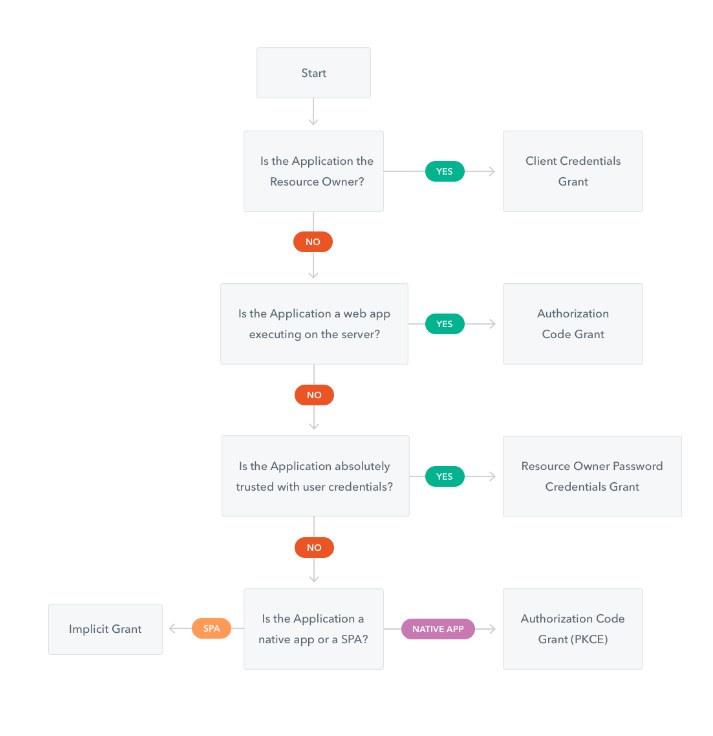 Start
Is the Application the
Resource Owner?
YES
Client Credentials
Grant
NO
Is the Application a web app
executing on the server?
YES
Authorization
Code Grant
NO
Is the Application absolutely
trusted with user credentials?
YES
Resource Owner Password
Credentials Grant
NO
Implicit Grant
SPA
Is the Application a
native app or a SPA?
NATIVE APP
Authorization Code
Grant (PKCE)